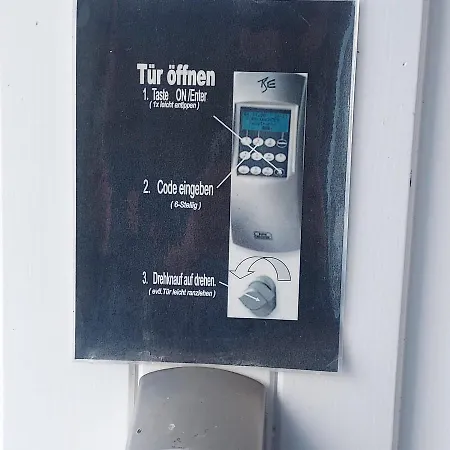 Tür öffnen
1. Taste ON/Enter
( 1x leicht antippen )
2. Code eingeben
( 6-Stellig )
3. Drehknauf auf drehen.
( evtl. Tür leicht ranziehen )